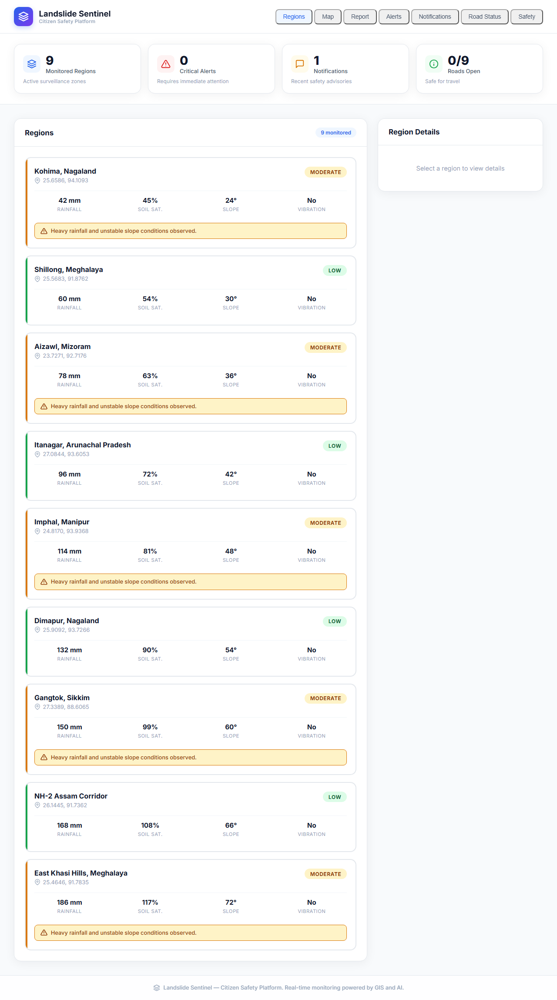 Landslide Sentinel
Citizen Safety Platform
Regions
Map
Report
Alerts
Notifications
Road Status
Safety
9
Monitored Regions
Active surveillance zones
0
Critical Alerts
Requires immediate attention
1
Notifications
Recent safety advisories
0/9
Roads Open
Safe for travel
Regions
9 monitored
Kohima, Nagaland
MODERATE
25.6586, 94.1093
42 mm 45% 24° No
RAINFALL SOIL SAT. SLOPE VIBRATION
Heavy rainfall and unstable slope conditions observed.
Shillong, Meghalaya
LOW
25.5683, 91.8762
60 mm 54% 30° No
RAINFALL SOIL SAT. SLOPE VIBRATION
Aizawl, Mizoram
MODERATE
23.7271, 92.7176
78 mm 63% 36° No
RAINFALL SOIL SAT. SLOPE VIBRATION
Heavy rainfall and unstable slope conditions observed.
Itanagar, Arunachal Pradesh
LOW
27.0844, 93.6053
96 mm 72% 42° No
RAINFALL SOIL SAT. SLOPE VIBRATION
Imphal, Manipur
MODERATE
24.8170, 93.9368
114 mm 81% 48° No
RAINFALL SOIL SAT. SLOPE VIBRATION
Heavy rainfall and unstable slope conditions observed.
Dimapur, Nagaland
LOW
25.9092, 93.7266
132 mm 90% 54° No
RAINFALL SOIL SAT. SLOPE VIBRATION
Gangtok, Sikkim
MODERATE
27.3389, 88.6065
150 mm 99% 60° No
RAINFALL SOIL SAT. SLOPE VIBRATION
Heavy rainfall and unstable slope conditions observed.
NH-2 Assam Corridor
LOW
26.1445, 91.7362
168 mm 108% 66° No
RAINFALL SOIL SAT. SLOPE VIBRATION
East Khasi Hills, Meghalaya
MODERATE
25.4646, 91.7835
186 mm 117% 72° No
RAINFALL SOIL SAT. SLOPE VIBRATION
Heavy rainfall and unstable slope conditions observed.
Region Details
Select a region to view details
Landslide Sentinel — Citizen Safety Platform. Real-time monitoring powered by GIS and AI.